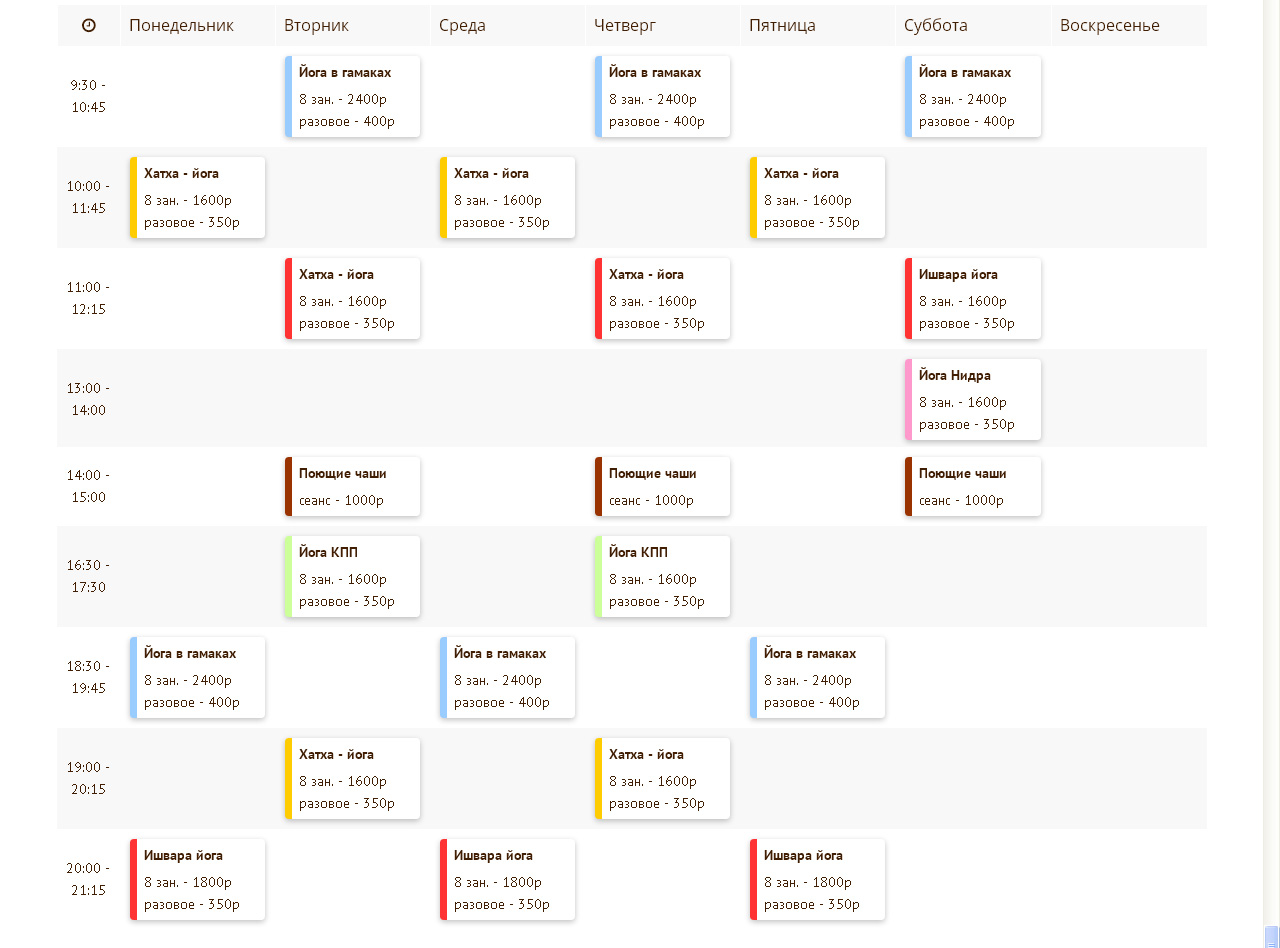 Понедельник Вторник Среда Четверг Пятница Суббота Воскресенье
9:30 -
10:45
Йога в гамаках
8 зан. - 2400р
разовое - 400р
Йога в гамаках
8 зан. - 2400р
разовое - 400р
Йога в гамаках
8 зан. - 2400р
разовое - 400р
10:00 -
11:45
Хатха - йога
8 зан. - 1600р
разовое - 350р
Хатха - йога
8 зан. - 1600р
разовое - 350р
Хатха - йога
8 зан. - 1600р
разовое - 350р
11:00 -
12:15
Хатха - йога
8 зан. - 1600р
разовое - 350р
Хатха - йога
8 зан. - 1600р
разовое - 350р
Ишвара йога
8 зан. - 1600р
разовое - 350р
13:00 -
14:00
Йога Нидра
8 зан. - 1600р
разовое - 350р
14:00 -
15:00
Поющие чаши
сеанс - 1000р
Поющие чаши
сеанс - 1000р
Поющие чаши
сеанс - 1000р
16:30 -
17:30
Йога КПП
8 зан. - 1600р
разовое - 350р
Йога КПП
8 зан. - 1600р
разовое - 350р
18:30 -
19:45
Йога в гамаках
8 зан. - 2400р
разовое - 400р
Йога в гамаках
8 зан. - 2400р
разовое - 400р
Йога в гамаках
8 зан. - 2400р
разовое - 400р
19:00 -
20:15
Хатха - йога
8 зан. - 1600р
разовое - 350р
Хатха - йога
8 зан. - 1600р
разовое - 350р
20:00 -
21:15
Ишвара йога
8 зан. - 1800р
разовое - 350р
Ишвара йога
8 зан. - 1800р
разовое - 350р
Ишвара йога
8 зан. - 1800р
разовое - 350р